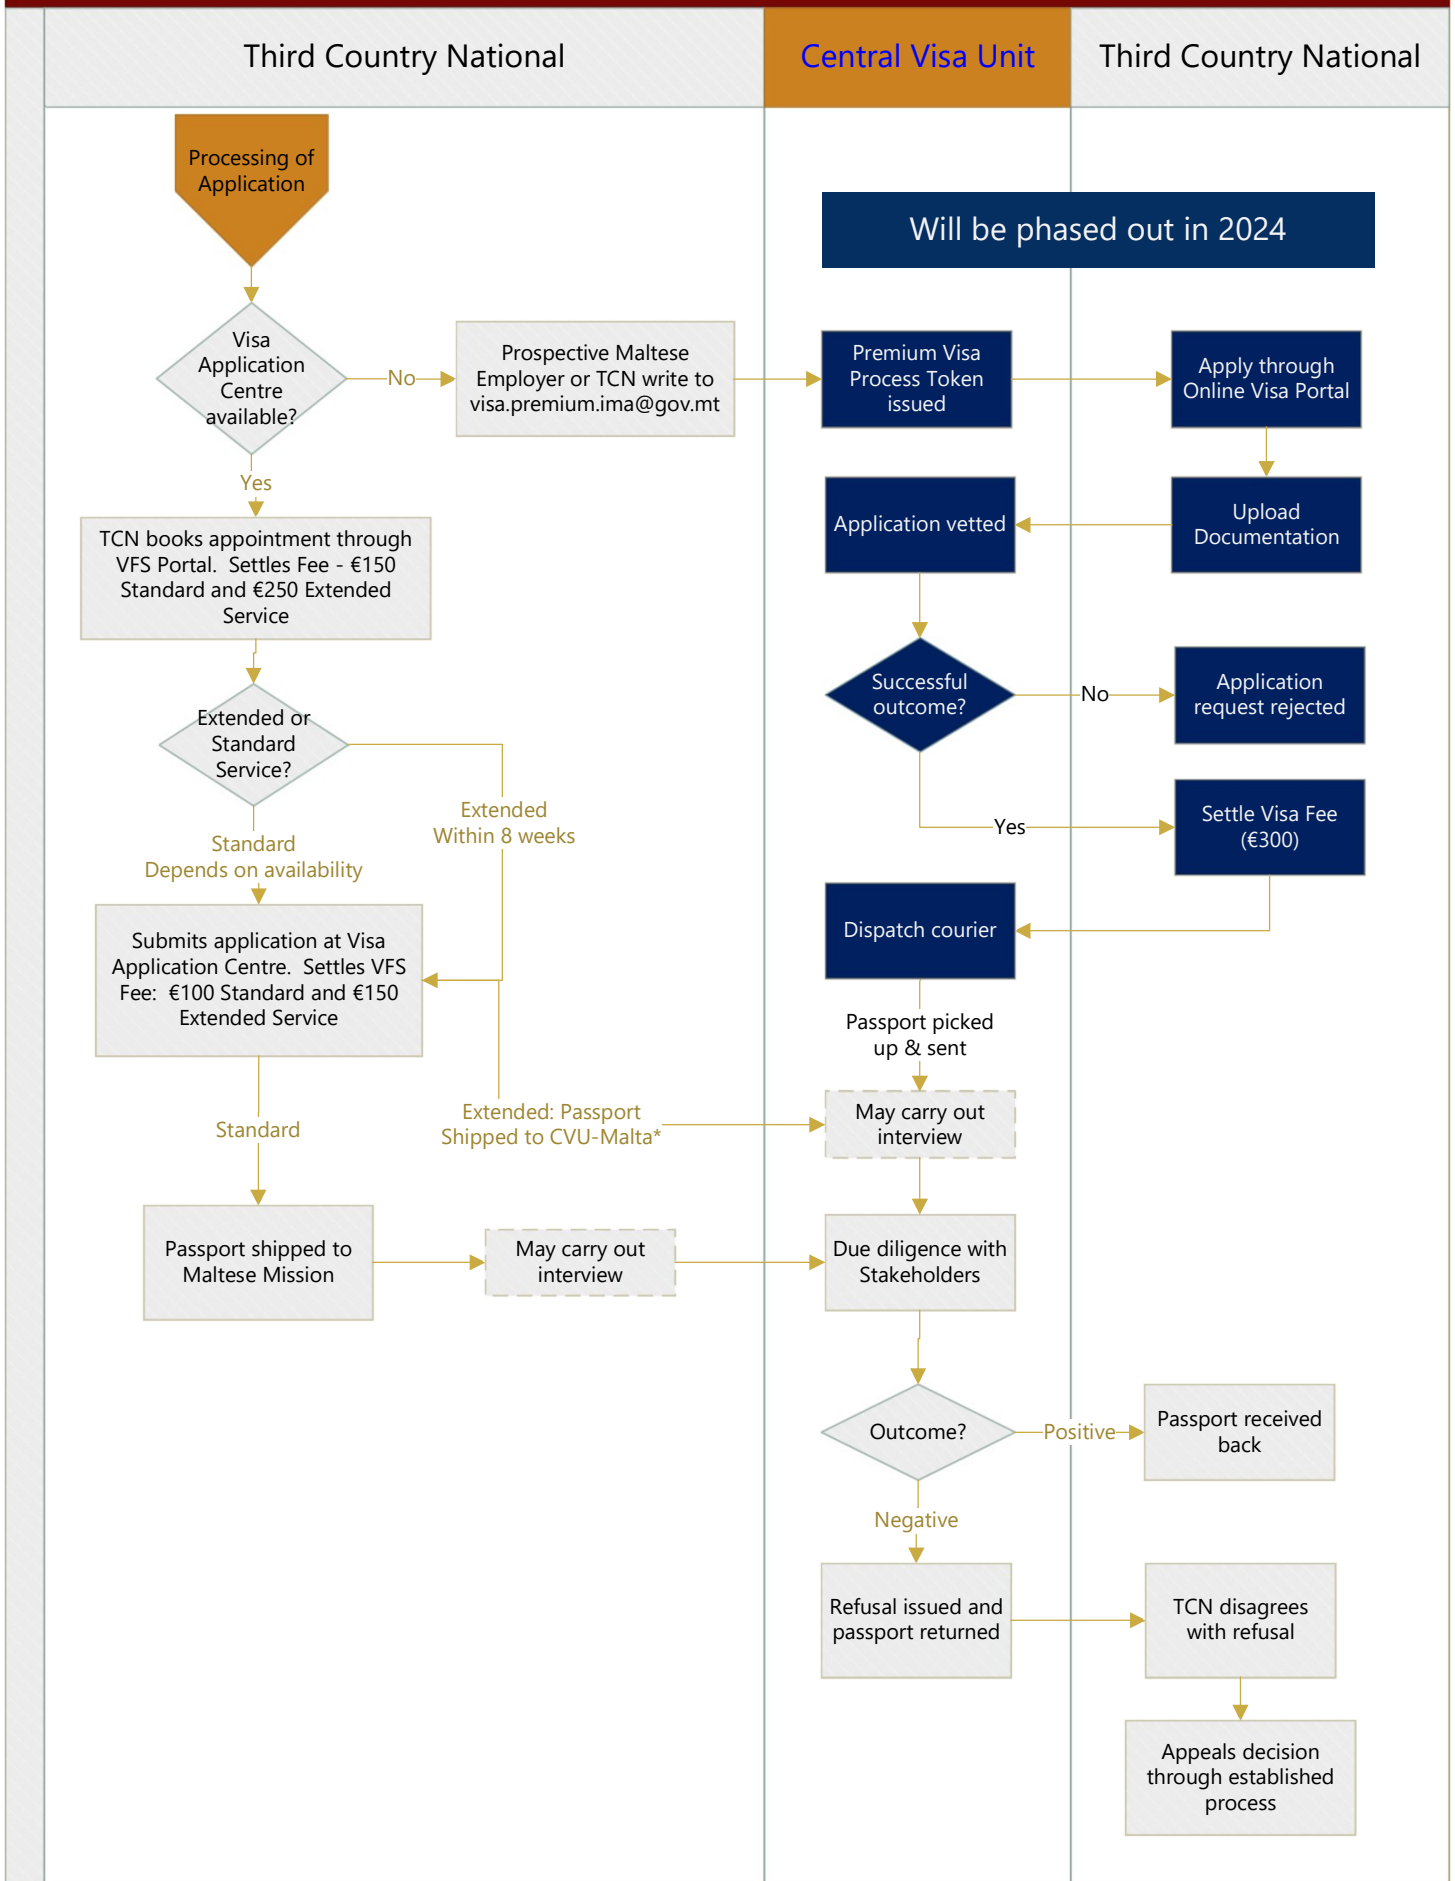 Third Country National
Central Visa Unit
Third Country National
Processing of
Application
Will be phased out in 2024
Visa
Application
Centre
available?
No
Prospective Maltese
Employer or TCN write to
visa.premium.ima@gov.mt
Premium Visa
Process Token
issued
Apply through
Online Visa Portal
Yes
TCN books appointment through
VFS Portal.  Settles Fee - €150
Standard and €250 Extended
Service
Application vetted
Upload
Documentation
Extended or
Standard
Service?
Successful
outcome?
No
Application
request rejected
Extended
Within 8 weeks
Standard
Depends on availability
Yes
Settle Visa Fee
(€300)
Submits application at Visa
Application Centre.  Settles VFS
Fee:  €100 Standard and €150
Extended Service
Dispatch courier
Passport picked
up & sent
Standard
Extended: Passport
Shipped to CVU-Malta*
May carry out
interview
Passport shipped to
Maltese Mission
May carry out
interview
Due diligence with
Stakeholders
Outcome?
Positive
Passport received
back
Negative
Refusal issued and
passport returned
TCN disagrees
with refusal
Appeals decision
through established
process